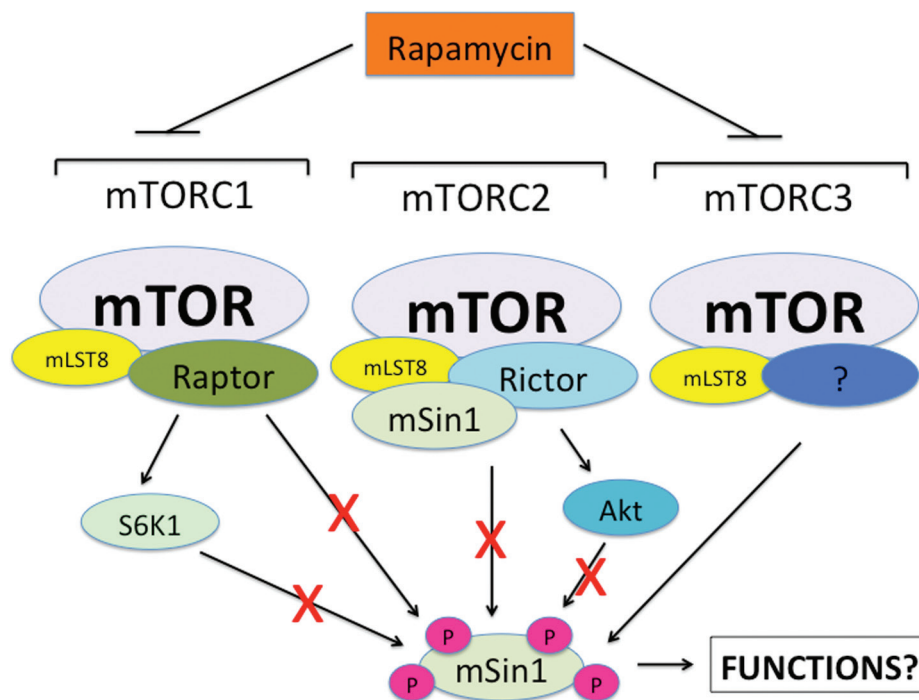 Rapamycin
mTORC1
mTORC2
mTORC3
mTOR
mTOR
mTOR
mLST8
Raptor
mLST8
Rictor
mSin1
mLST8
?
S6K1
Akt
X
X
X
X
P
P
P
P
mSin1
FUNCTIONS?